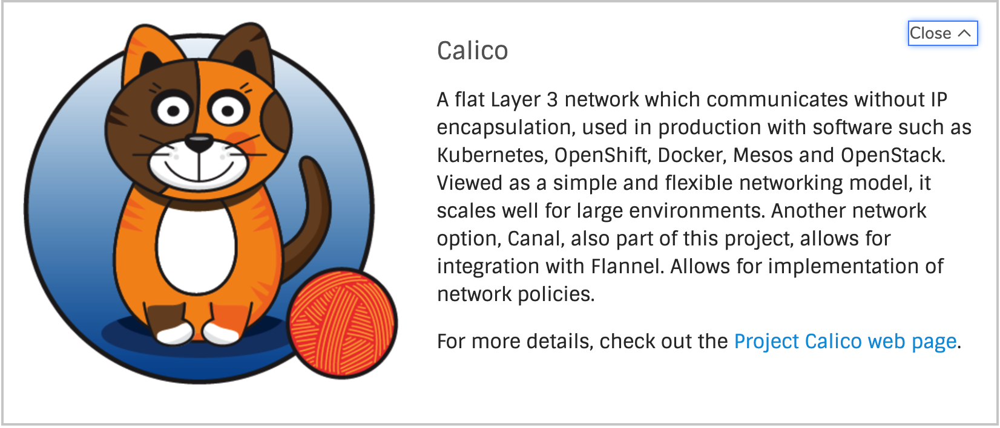 Close
Calico
A flat Layer 3 network which communicates without IP
encapsulation, used in production with software such as
Kubernetes, OpenShift, Docker, Mesos and OpenStack.
Viewed as a simple and flexible networking model, it
scales well for large environments. Another network
option, Canal, also part of this project, allows for
integration with Flannel. Allows for implementation of
network policies.
For more details, check out the Project Calico web page.